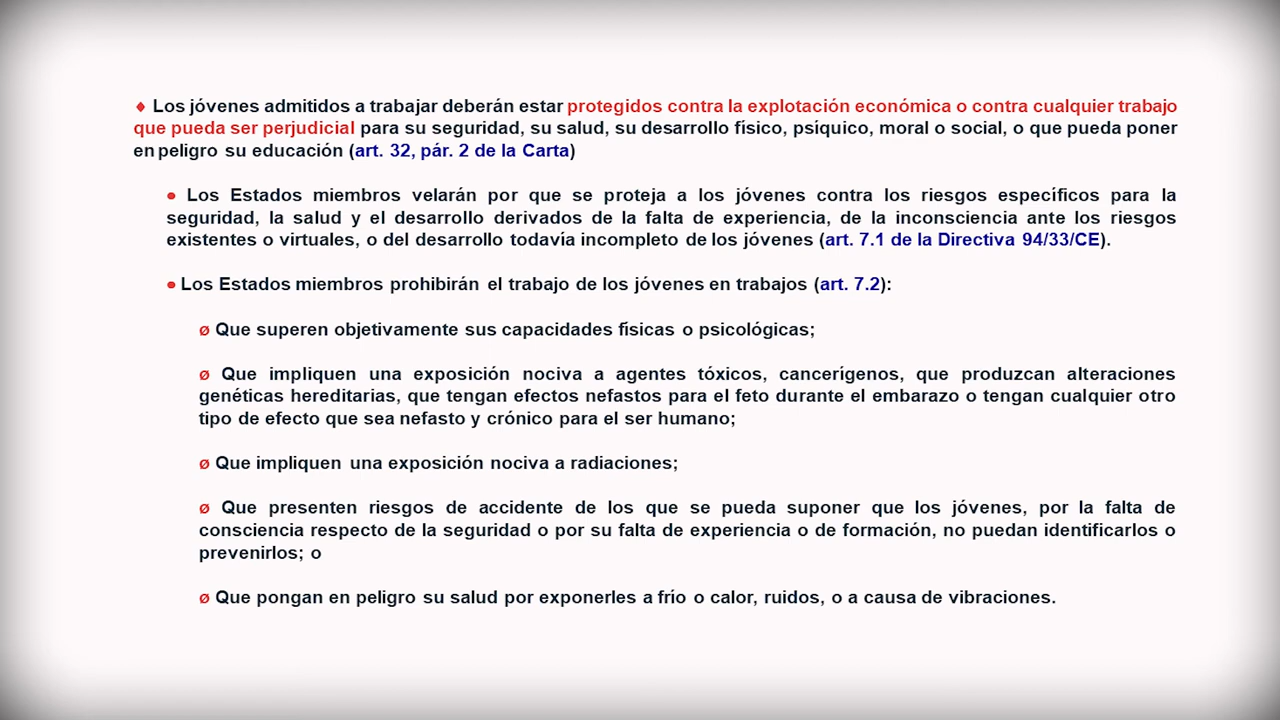 ♦ Los jóvenes admitidos a trabajar deberán estar protegidos contra la explotación económica o contra cualquier trabajo
que pueda ser perjudicial para su seguridad, su salud, su desarrollo físico, psíquico, moral o social, o que pueda poner
en peligro su educación (art. 32, pár. 2 de la Carta)
● Los Estados miembros velarán por que se proteja a los jóvenes contra los riesgos específicos para la
seguridad, la salud y el desarrollo derivados de la falta de experiencia, de la inconsciencia ante los riesgos
existentes o virtuales, o del desarrollo todavía incompleto de los jóvenes (art. 7.1 de la Directiva 94/33/CE).
● Los Estados miembros prohibirán el trabajo de los jóvenes en trabajos (art. 7.2):
ø Que superen objetivamente sus capacidades físicas o psicológicas;
ø Que impliquen una exposición nociva a agentes tóxicos, cancerígenos, que produzcan alteraciones
genéticas hereditarias, que tengan efectos nefastos para el feto durante el embarazo o tengan cualquier otro
tipo de efecto que sea nefasto y crónico para el ser humano;
ø Que impliquen una exposición nociva a radiaciones;
ø Que presenten riesgos de accidente de los que se pueda suponer que los jóvenes, por la falta de
consciencia respecto de la seguridad o por su falta de experiencia o de formación, no puedan identificarlos o
prevenirlos; o
ø Que pongan en peligro su salud por exponerles a frío o calor, ruidos, o a causa de vibraciones.